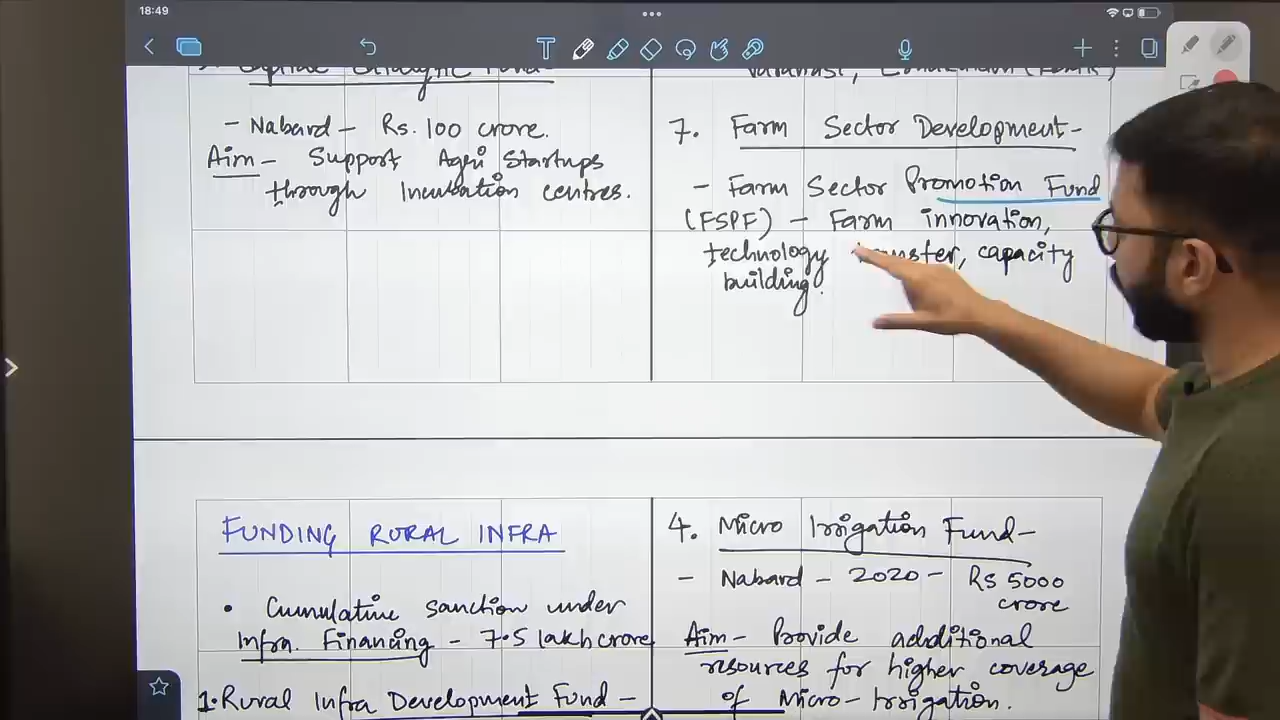 18:49
- Nabard - Rs. 100 crore.
Aim - Support Agri Startups
through Incubation centres.
7. Farm Sector Development -
- Farm Sector Promotion Fund
(FSPF) - Farm innovation,
technology transfer, capacity
building.
FUNDING RURAL INFRA
• Cumulative sanction under
Infra. Financing - 7.5 lakh crore
1. Rural Infra Development Fund -
4. Micro Irrigation Fund -
- Nabard - 2020 - Rs 5000
crore
Aim - Provide additional
resources for higher coverage
of Micro-Irrigation.